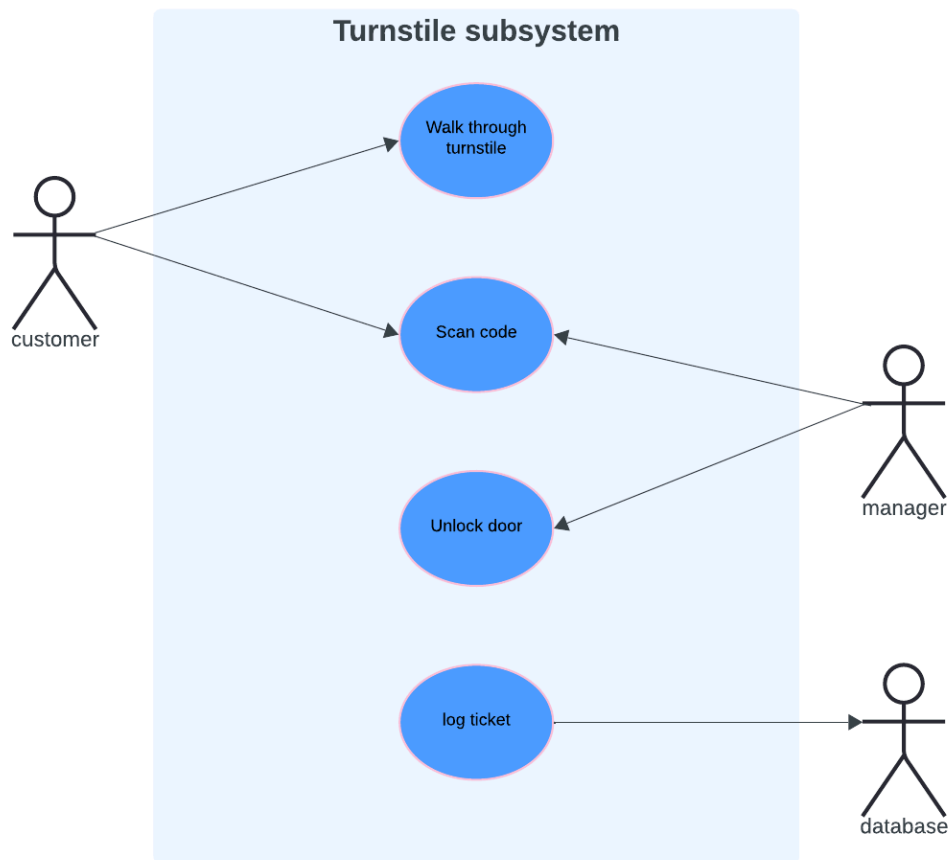 Turnstile subsystem
Walk through
turnstile
customer
Scan code
manager
Unlock door
log ticket
database